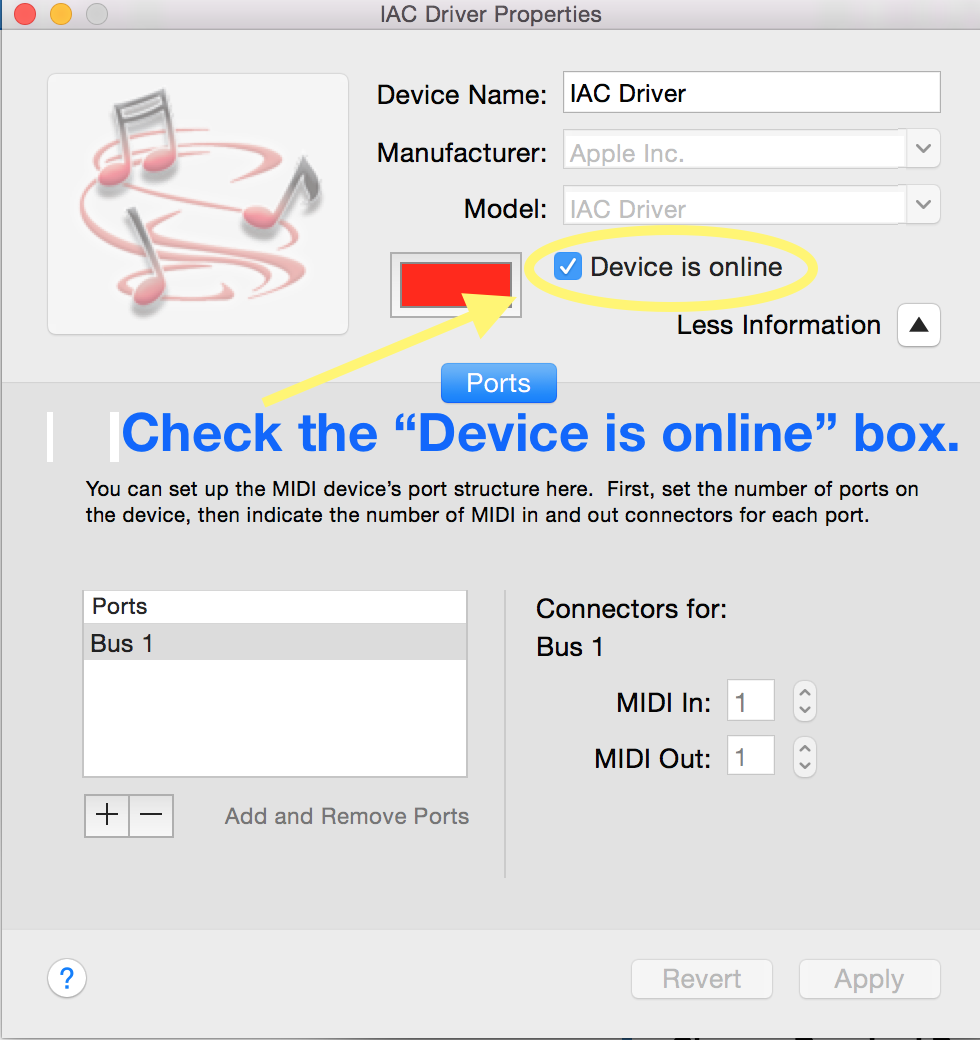 IAC Driver Properties
Device Name: IAC Driver
Manufacturer: Apple Inc.
Model: IAC Driver
Device is online
Less Information
Ports
Check the “Device is online” box.
You can set up the MIDI device’s port structure here.  First, set the number of ports on
the device, then indicate the number of MIDI in and out connectors for each port.
Ports
Bus 1
+ −
Add and Remove Ports
Connectors for:
Bus 1
MIDI In: 1
MIDI Out: 1
?
Revert
Apply